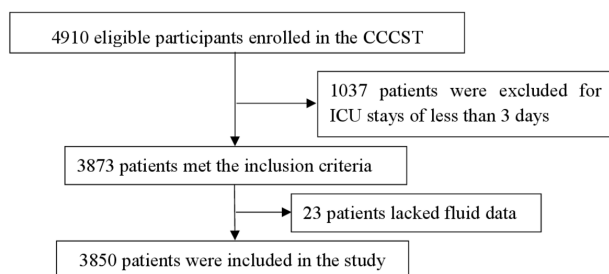 4910 eligible participants enrolled in the CCCST
1037 patients were excluded for
ICU stays of less than 3 days
3873 patients met the inclusion criteria
23 patients lacked fluid data
3850 patients were included in the study